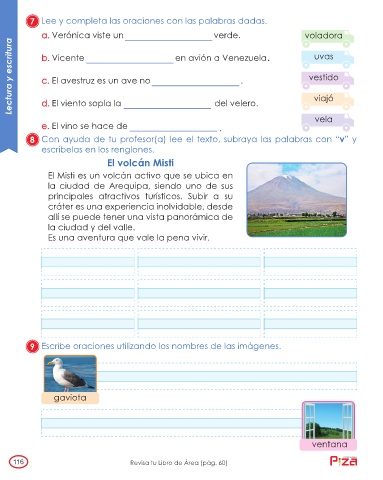 Lectura y escritura
7 Lee y completa las oraciones con las palabras dadas.
a. Verónica viste un ____________________ verde.
voladora
b. Vicente ____________________ en avión a Venezuela.
uvas
c. El avestruz es un ave no ____________________ .
vestido
d. El viento sopla la ____________________ del velero.
viajó
e. El vino se hace de ____________________ .
vela
8 Con ayuda de tu profesor(a) lee el texto, subraya las palabras con "v" y
escríbelas en los renglones.
El volcán Misti
El Misti es un volcán activo que se ubica en
la ciudad de Arequipa, siendo uno de sus
principales atractivos turísticos. Subir a su
cráter es una experiencia inolvidable, desde
allí se puede tener una vista panorámica de
la ciudad y del valle.
Es una aventura que vale la pena vivir.
9 Escribe oraciones utilizando los nombres de las imágenes.
gaviota
ventana
116
Revisa tu Libro de Área (pág. 60)